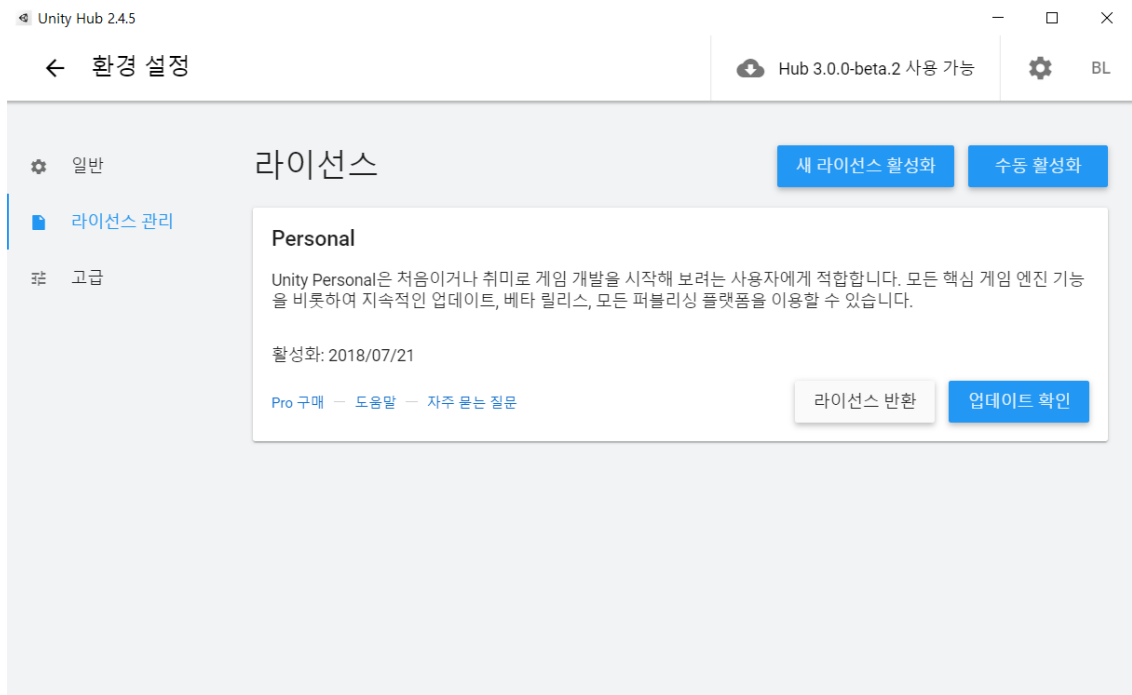 Unity Hub 2.4.5
환경 설정
Hub 3.0.0-beta.2 사용 가능
BL
일반
라이선스 관리
고급
라이선스
새 라이선스 활성화
수동 활성화
Personal
Unity Personal은 처음이거나 취미로 게임 개발을 시작해 보려는 사용자에게 적합합니다. 모든 핵심 게임 엔진 기능
을 비롯하여 지속적인 업데이트, 베타 릴리스, 모든 퍼블리싱 플랫폼을 이용할 수 있습니다.
활성화: 2018/07/21
Pro 구매 — 도움말 — 자주 묻는 질문
라이선스 반환
업데이트 확인